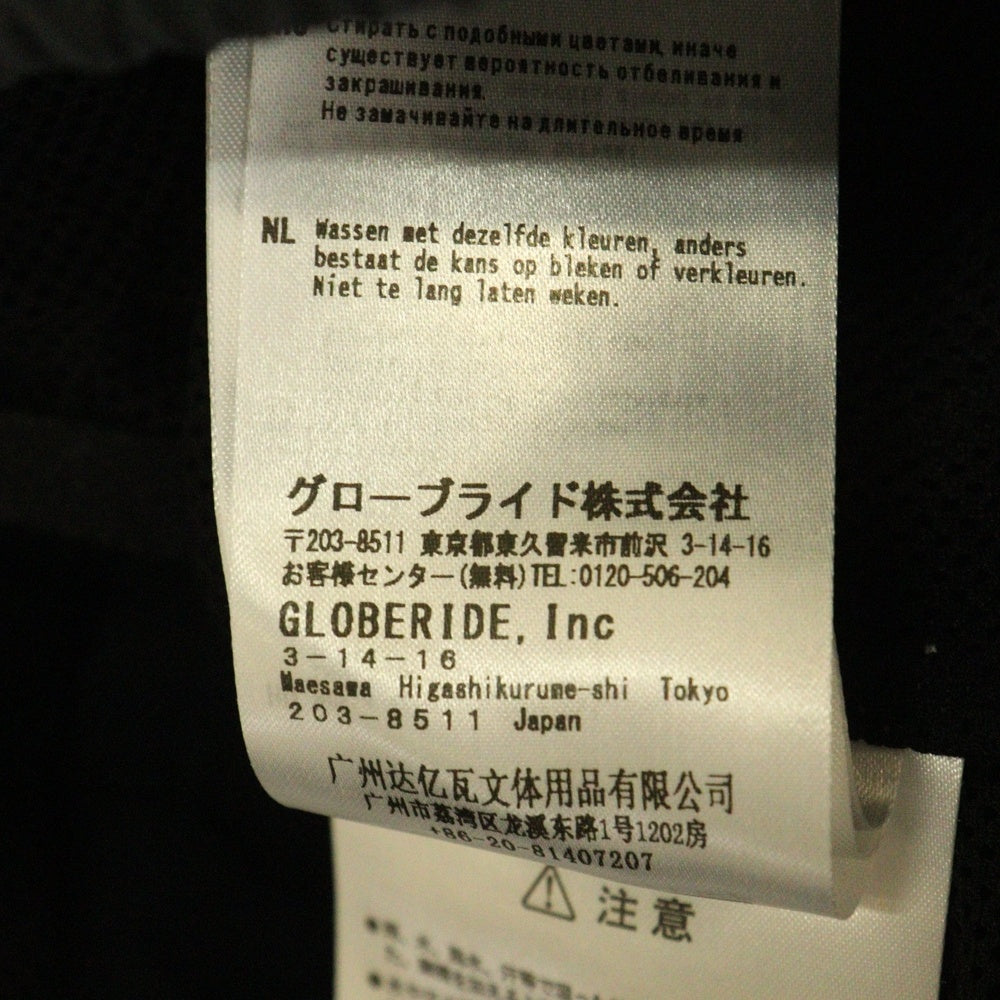 Стирать с подобными цветами, иначе
существует вероятность отбеливания и
закрашивания.
Не замачивайте на длительное время
NL Wassen met dezelfde kleuren, anders
bestaat de kans op bleken of verkleuren.
Niet te lang laten weken.
グローブライド株式会社
〒203-8511 東京都東久留米市前沢 3-14-16
お客様センター(無料)TEL:0120-506-204
GLOBERIDE, Inc
3-14-16
Maesawa Higashikurume-shi Tokyo
203-8511 Japan
广州达亿瓦文体用品有限公司
广州市荔湾区龙溪东路1号1202房
+86-20-81407207
⚠ 注意